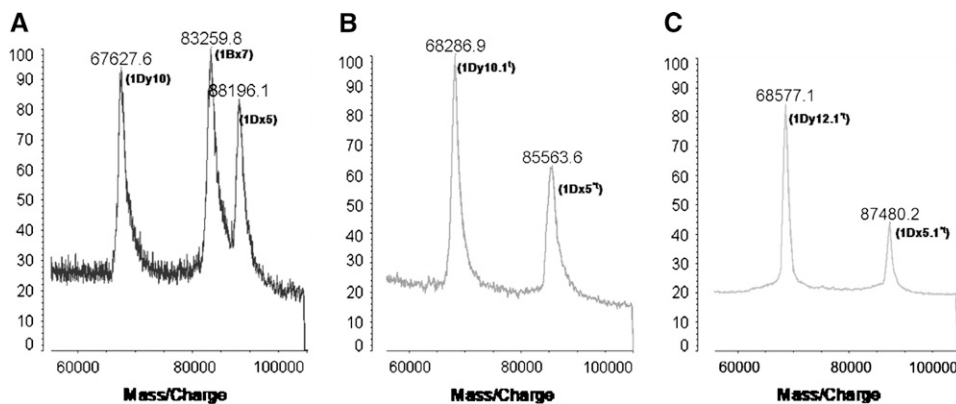 A
83259.8
67627.6
(1Bx7)
(1Dy10)
88196.1
(1Dx5)
100
90
80
70
60
50
40
30
20
10
0
60000 80000 100000
Mass/Charge
B
68286.9
(1Dy10.1ᵗ)
85563.6
(1Dx5*ᵗ)
100
90
80
70
60
50
40
30
20
10
0
60000 80000 100000
Mass/Charge
C
68577.1
(1Dy12.1*ᵗ)
87480.2
(1Dx5.1*ᵗ)
100
90
80
70
60
50
40
30
20
10
0
60000 80000 100000
Mass/Charge